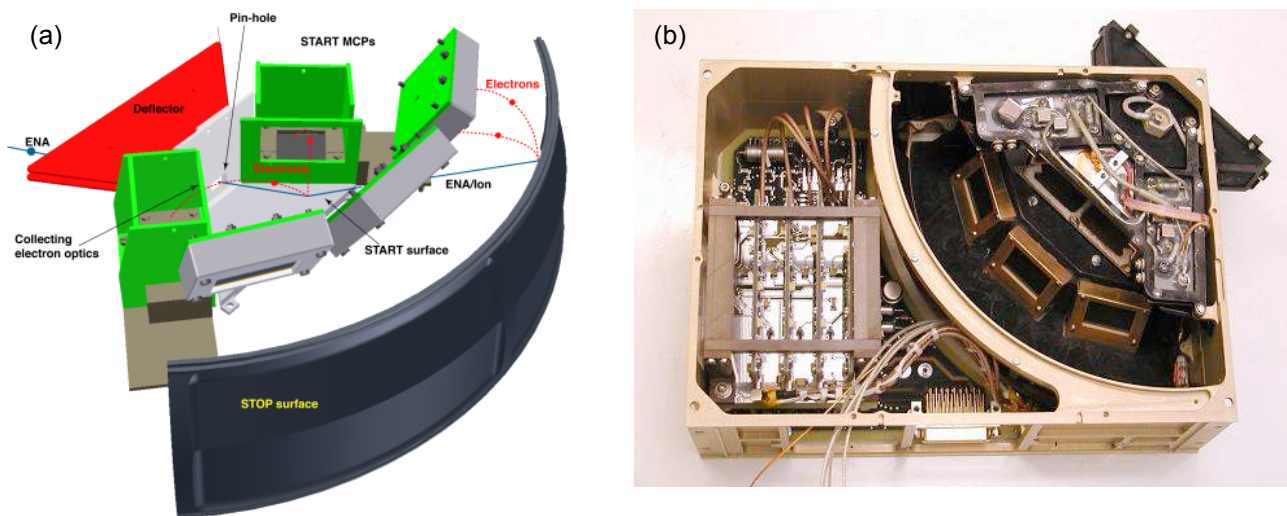 (a)
Pin-hole
START MCPs
Electrons
Deflector
ENA
Electrons
ENA/Ion
Collecting
electron optics
START surface
STOP surface
(b)